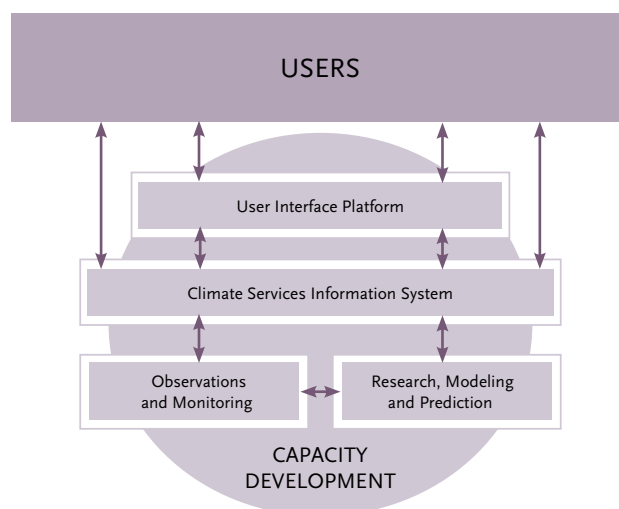 USERS
User Interface Platform
Climate Services Information System
Observations
and Monitoring
Research, Modeling
and Prediction
CAPACITY
DEVELOPMENT